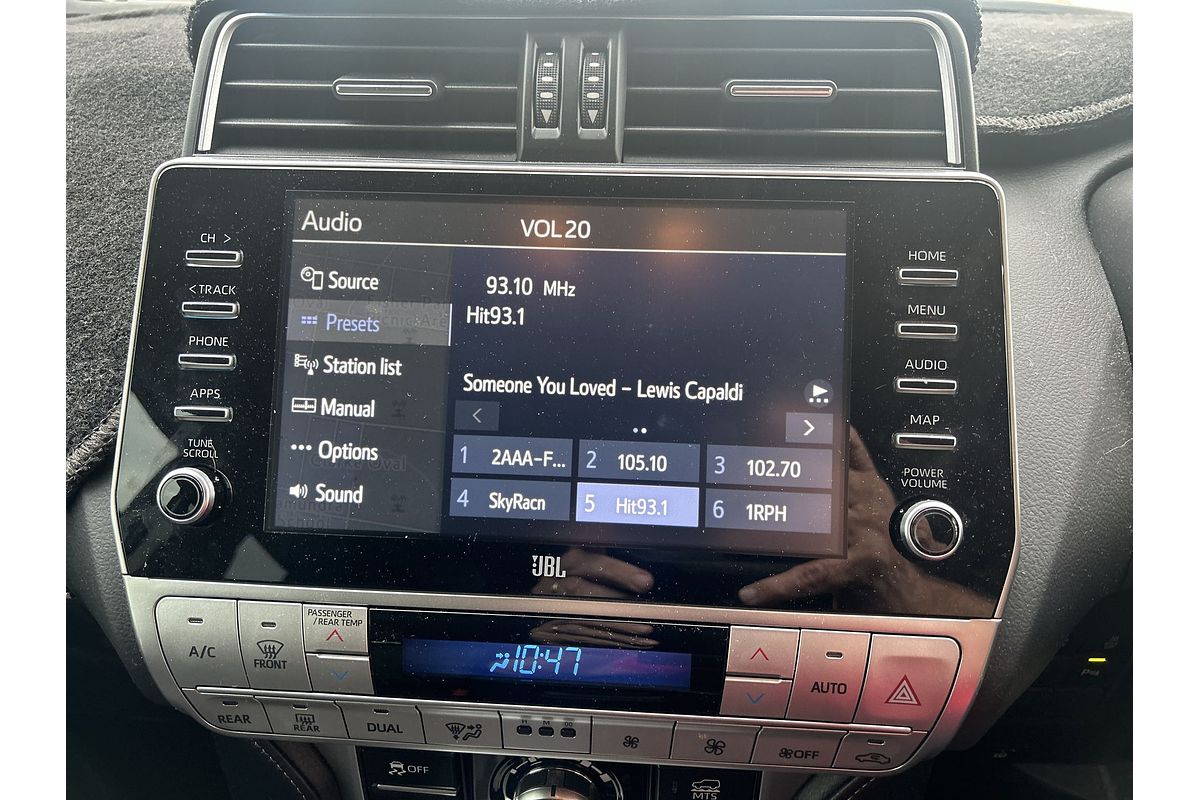 Audio
VOL 20
CH >
< TRACK
PHONE
APPS
TUNE
SCROLL
Source
Presets
Station list
Manual
Options
Sound
93.10 MHz
Hit93.1
Someone You Loved – Lewis Capaldi
<
>
1 2AAA-F...
2 105.10
3 102.70
4 SkyRacn
5 Hit93.1
6 1RPH
HOME
MENU
AUDIO
MAP
POWER
VOLUME
JBL
A/C
FRONT
PASSENGER
/REAR TEMP
10:47
AUTO
REAR
REAR
DUAL
H M
OFF
OFF
MTS